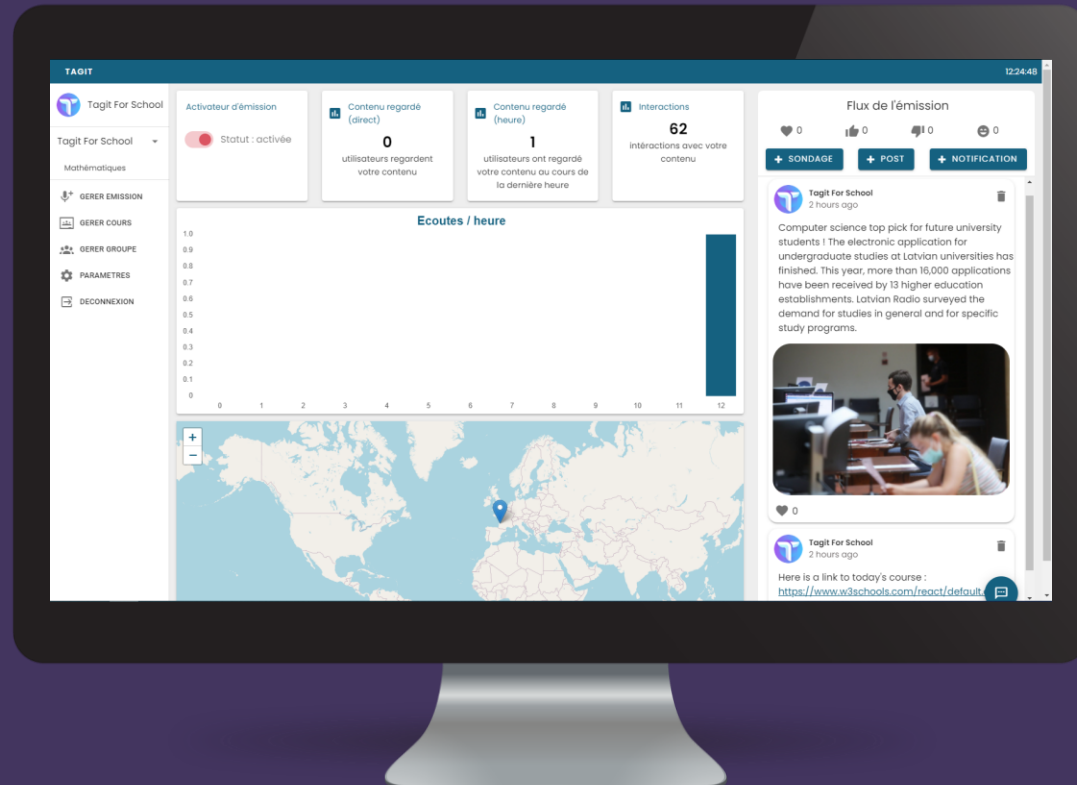 TAGIT
12:24:48
Tagit For School
Tagit For School
Mathématiques
GERER EMISSION
GERER COURS
GERER GROUPE
PARAMETRES
DECONNEXION
Activateur d'émission
Statut : activée
Contenu regardé
(direct)
0
utilisateurs regardent
votre contenu
Contenu regardé
(heure)
1
utilisateurs ont regardé
votre contenu au cours de
la dernière heure
Interactions
62
intéractions avec votre
contenu
Ecoutes / heure
1.0
0.9
0.8
0.7
0.6
0.5
0.4
0.3
0.2
0.1
0
0 1 2 3 4 5 6 7 8 9 10 11 12
+
−
Flux de l'émission
0 0 0 0
+ SONDAGE + POST + NOTIFICATION
Tagit For School
2 hours ago
Computer science top pick for future university
students ! The electronic application for
undergraduate studies at Latvian universities has
finished. This year, more than 16,000 applications
have been received by 13 higher education
establishments. Latvian Radio surveyed the
demand for studies in general and for specific
study programs.
0
Tagit For School
2 hours ago
Here is a link to today's course :
https://www.w3schools.com/react/default.